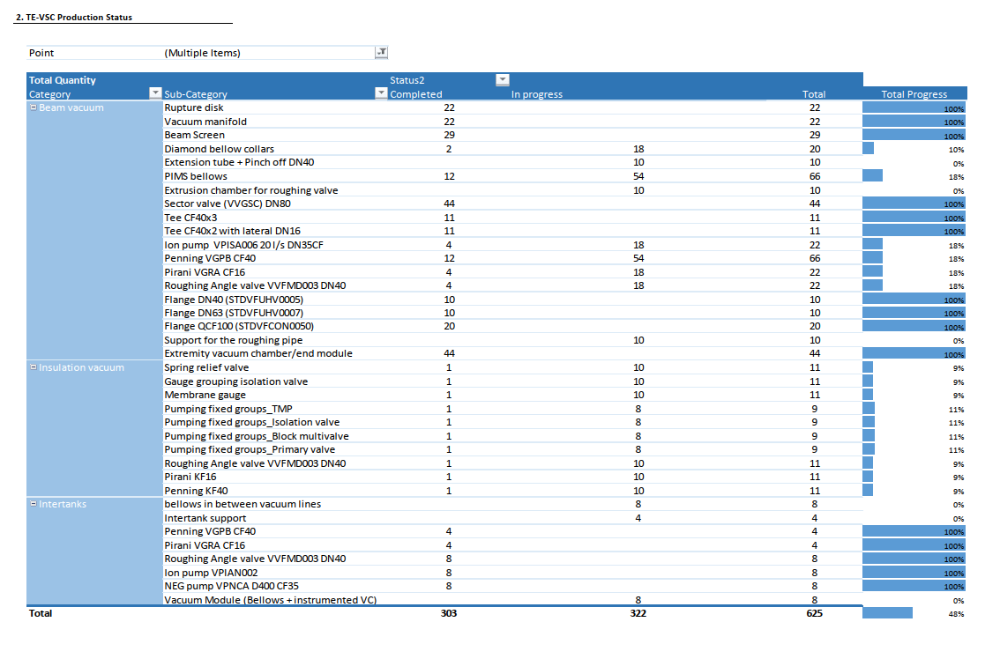 2. TE-VSC Production Status
Point (Multiple Items)
Total Quantity Status2
Category Sub-Category Completed In progress Total Total Progress
Beam vacuum Rupture disk 22 22 100%
Vacuum manifold 22 22 100%
Beam Screen 29 29 100%
Diamond bellow collars 2 18 20 10%
Extension tube + Pinch off DN40 10 10 0%
PIMS bellows 12 54 66 18%
Extrusion chamber for roughing valve 10 10 0%
Sector valve (VVGSC) DN80 44 44 100%
Tee CF40x3 11 11 100%
Tee CF40x2 with lateral DN16 11 11 100%
Ion pump VPISA006 20 l/s DN35CF 4 18 22 18%
Penning VGPB CF40 12 54 66 18%
Pirani VGRA CF16 4 18 22 18%
Roughing Angle valve VVFMD003 DN40 4 18 22 18%
Flange DN40 (STDVFUHV0005) 10 10 100%
Flange DN63 (STDVFUHV0007) 10 10 100%
Flange QCF100 (STDVFCON0050) 20 20 100%
Support for the roughing pipe 10 10 0%
Extremity vacuum chamber/end module 44 44 100%
Insulation vacuum Spring relief valve 1 10 11 9%
Gauge grouping isolation valve 1 10 11 9%
Membrane gauge 1 10 11 9%
Pumping fixed groups_TMP 1 8 9 11%
Pumping fixed groups_Isolation valve 1 8 9 11%
Pumping fixed groups_Block multivalve 1 8 9 11%
Pumping fixed groups_Primary valve 1 8 9 11%
Roughing Angle valve VVFMD003 DN40 1 10 11 9%
Pirani KF16 1 10 11 9%
Penning KF40 1 10 11 9%
Intertanks bellows in between vacuum lines 8 8 0%
Intertank support 4 4 0%
Penning VGPB CF40 4 4 100%
Pirani VGRA CF16 4 4 100%
Roughing Angle valve VVFMD003 DN40 8 8 100%
Ion pump VPIAN002 8 8 100%
NEG pump VPNCA D400 CF35 8 8 100%
Vacuum Module (Bellows + instrumented VC) 8 8 0%
Total 303 322 625 48%